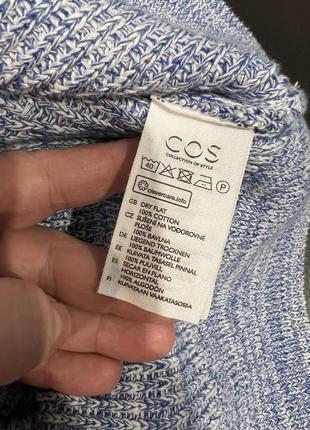 COS
COLLECTION OF STYLE
40 P
clevercare.info
GB DRY FLAT
100% COTTON
CZ SUŠENÍ NA VODOROVNÉ
PLOŠE
100% BAVLNA
DE LIEGEND TROCKNEN
100% BAUMWOLLE
EE KUIVATA TASASEL PINNAL
100% PUUVILL
ES SECAR EN PLANO
HORIZONTAL
100% ALGODÓN
FI KUIVATAAN VAAKATASOSSA